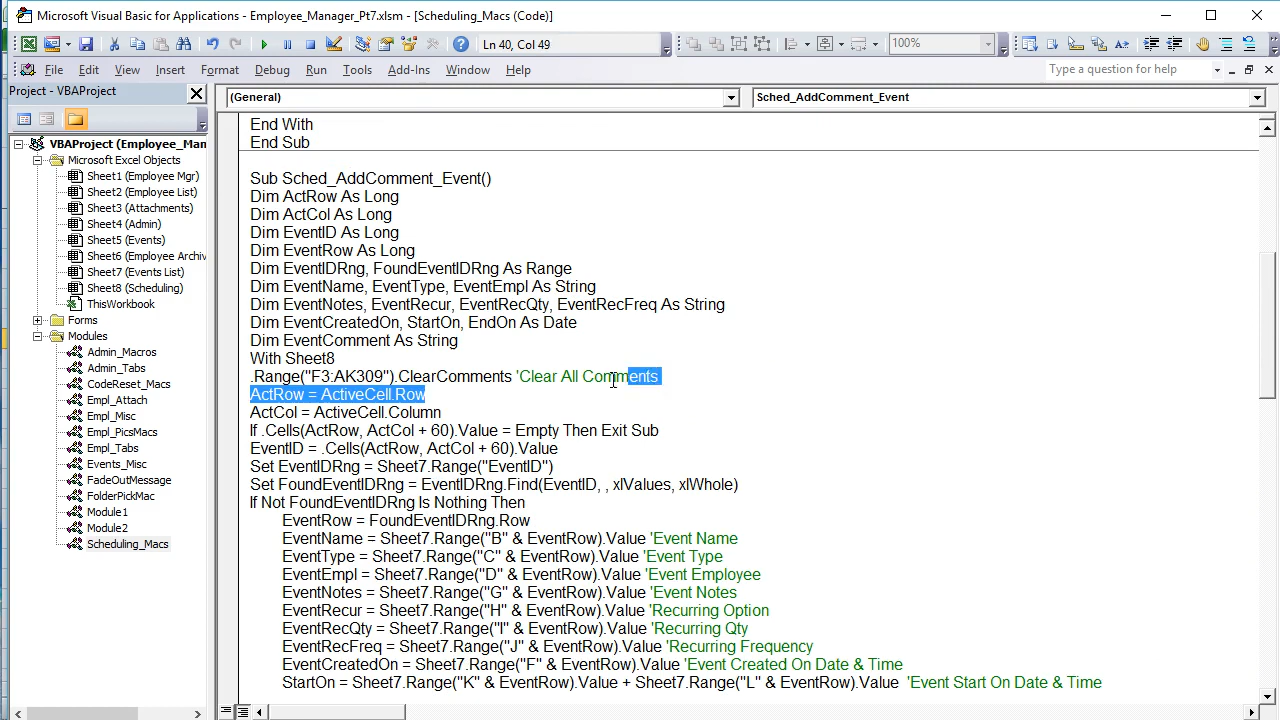 Microsoft Visual Basic for Applications - Employee_Manager_Pt7.xlsm - [Scheduling_Macs (Code)]
Ln 40, Col 49
100%
File Edit View Insert Format Debug Run Tools Add-Ins Window Help
Type a question for help
Project - VBAProject
(General)
Sched_AddComment_Event
VBAProject (Employee_Man
Microsoft Excel Objects
Sheet1 (Employee Mgr)
Sheet2 (Employee List)
Sheet3 (Attachments)
Sheet4 (Admin)
Sheet5 (Events)
Sheet6 (Employee Archiv
Sheet7 (Events List)
Sheet8 (Scheduling)
ThisWorkbook
Forms
Modules
Admin_Macros
Admin_Tabs
CodeReset_Macs
Empl_Attach
Empl_Misc
Empl_PicsMacs
Empl_Tabs
Events_Misc
FadeOutMessage
FolderPickMac
Module1
Module2
Scheduling_Macs
End With
End Sub
Sub Sched_AddComment_Event()
Dim ActRow As Long
Dim ActCol As Long
Dim EventID As Long
Dim EventRow As Long
Dim EventIDRng, FoundEventIDRng As Range
Dim EventName, EventType, EventEmpl As String
Dim EventNotes, EventRecur, EventRecQty, EventRecFreq As String
Dim EventCreatedOn, StartOn, EndOn As Date
Dim EventComment As String
With Sheet8
.Range("F3:AK309").ClearComments 'Clear All Comments
ActRow = ActiveCell.Row
ActCol = ActiveCell.Column
If .Cells(ActRow, ActCol + 60).Value = Empty Then Exit Sub
EventID = .Cells(ActRow, ActCol + 60).Value
Set EventIDRng = Sheet7.Range("EventID")
Set FoundEventIDRng = EventIDRng.Find(EventID, , xlValues, xlWhole)
If Not FoundEventIDRng Is Nothing Then
EventRow = FoundEventIDRng.Row
EventName = Sheet7.Range("B" & EventRow).Value 'Event Name
EventType = Sheet7.Range("C" & EventRow).Value 'Event Type
EventEmpl = Sheet7.Range("D" & EventRow).Value 'Event Employee
EventNotes = Sheet7.Range("G" & EventRow).Value 'Event Notes
EventRecur = Sheet7.Range("H" & EventRow).Value 'Recurring Option
EventRecQty = Sheet7.Range("I" & EventRow).Value 'Recurring Qty
EventRecFreq = Sheet7.Range("J" & EventRow).Value 'Recurring Frequency
EventCreatedOn = Sheet7.Range("F" & EventRow).Value 'Event Created On Date & Time
StartOn = Sheet7.Range("K" & EventRow).Value + Sheet7.Range("L" & EventRow).Value 'Event Start On Date & Time